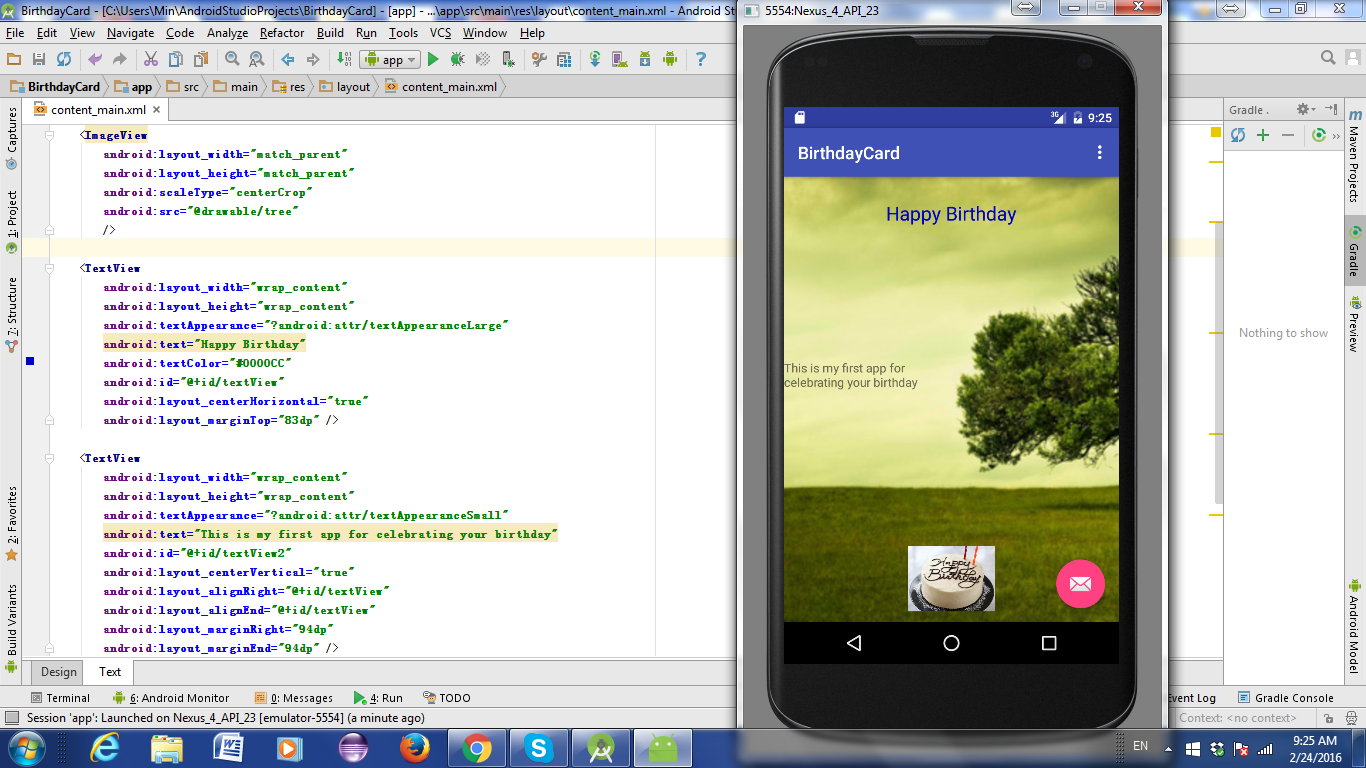 BirthdayCard - [C:\Users\Min\AndroidStudioProjects\BirthdayCard] - [app] - ...\app\src\main\res\layout\content_main.xml - Android St
File Edit View Navigate Code Analyze Refactor Build Run Tools VCS Window Help
app
BirthdayCard app src main res layout content_main.xml
content_main.xml
Captures
1: Project
7: Structure
2: Favorites
Build Variants
<ImageView
android:layout_width="match_parent"
android:layout_height="match_parent"
android:scaleType="centerCrop"
android:src="@drawable/tree"
/>
<TextView
android:layout_width="wrap_content"
android:layout_height="wrap_content"
android:textAppearance="?android:attr/textAppearanceLarge"
android:text="Happy Birthday"
android:textColor="#0000CC"
android:id="@+id/textView"
android:layout_centerHorizontal="true"
android:layout_marginTop="83dp" />
<TextView
android:layout_width="wrap_content"
android:layout_height="wrap_content"
android:textAppearance="?android:attr/textAppearanceSmall"
android:text="This is my first app for celebrating your birthday"
android:id="@+id/textView2"
android:layout_centerVertical="true"
android:layout_alignRight="@+id/textView"
android:layout_alignEnd="@+id/textView"
android:layout_marginRight="94dp"
android:layout_marginEnd="94dp" />
Design Text
5554:Nexus_4_API_23
3G 9:25
BirthdayCard
Happy Birthday
This is my first app for
celebrating your birthday
Happy
Birthday
Gradle .
Nothing to show
Maven Projects
Gradle
Preview
Android Model
Terminal 6: Android Monitor 0: Messages 4: Run TODO
Event Log Gradle Console
Session 'app': Launched on Nexus_4_API_23 [emulator-5554] (a minute ago)
Context: <no context>
EN
9:25 AM
2/24/2016